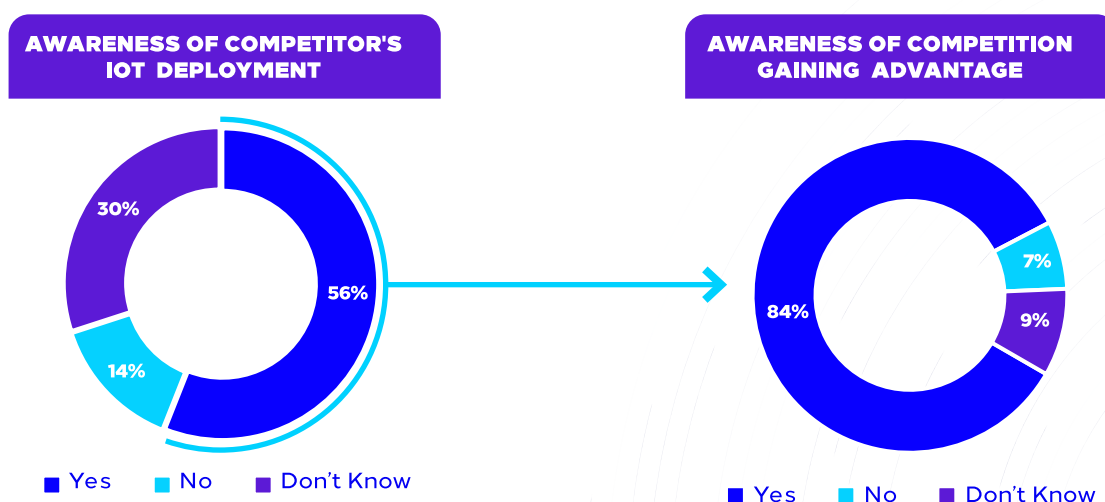 AWARENESS OF COMPETITOR'S
IOT DEPLOYMENT
30%
56%
14%
Yes No Don't Know
AWARENESS OF COMPETITION
GAINING ADVANTAGE
7%
84%
9%
Yes No Don't Know